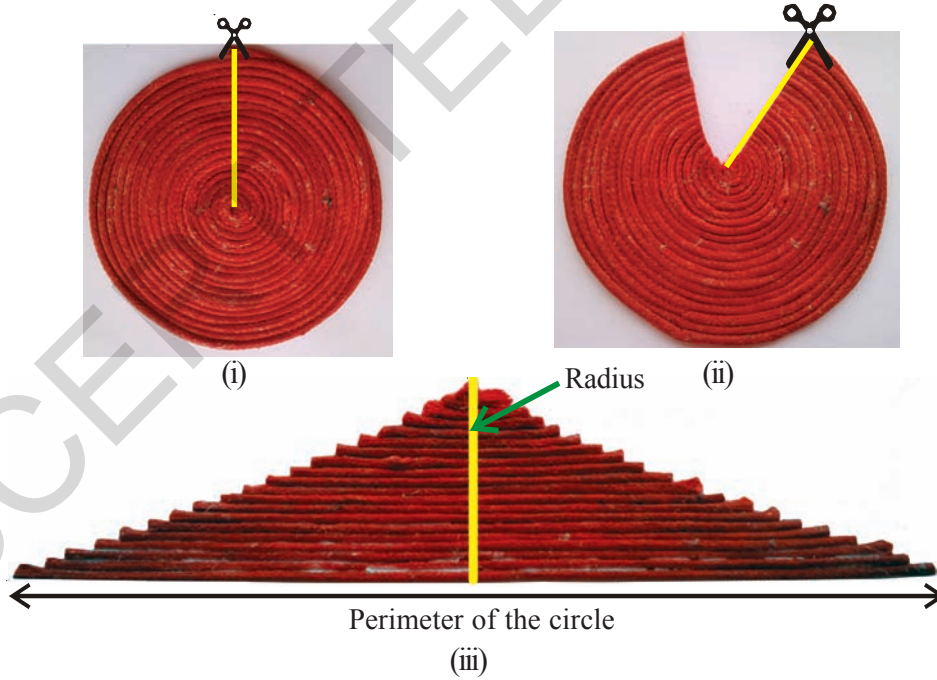 (i)
(ii)
Radius
Perimeter of the circle
(iii)